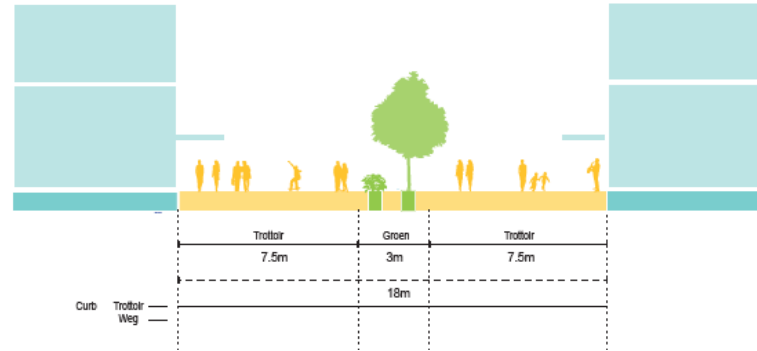 Trottoir Groen Trottoir
7.5m 3m 7.5m
18m
Curb Trottoir
Weg